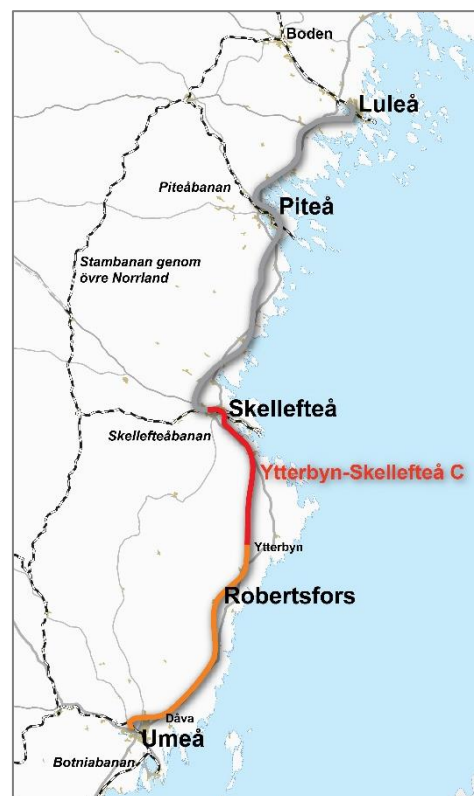 Boden
Luleå
Piteåbanan
Piteå
Stambanan genom
övre Norrland
Skellefteå
Skellefteåbanan
Ytterbyn-Skellefteå C
Ytterbyn
Robertsfors
Dåva
Umeå
Botniabanan